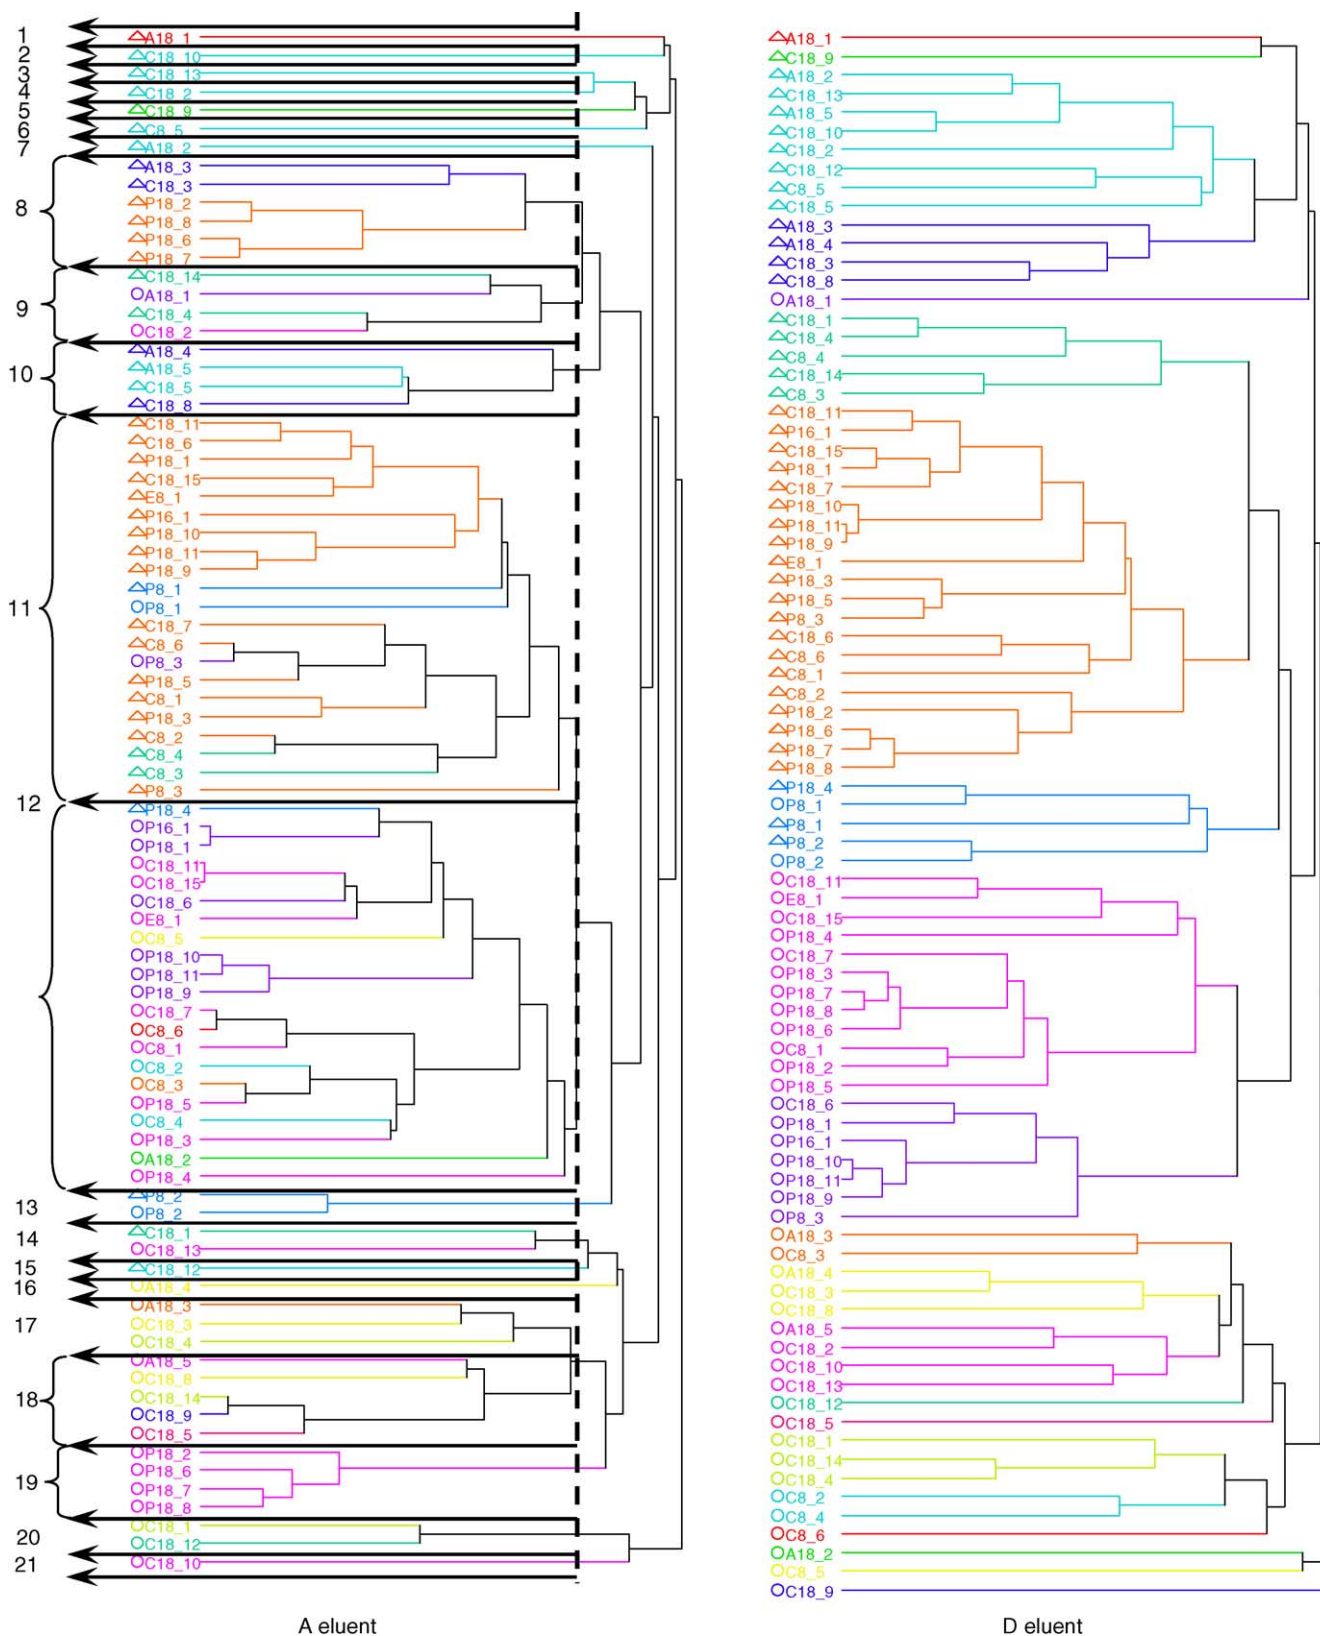 1
A18_1
2
C18_10
3
C18_13
4
C18_2
5
C18_9
6
C8_5
7
A18_2
8
A18_3
C18_3
P18_2
P18_8
P18_6
P18_7
9
C18_14
A18_1
C18_4
C18_2
10
A18_4
A18_5
C18_5
C18_8
11
C18_11
C18_6
P18_1
C18_15
E8_1
P16_1
P18_10
P18_11
P18_9
P8_1
P8_1
C18_7
C8_6
P8_3
P18_5
C8_1
P18_3
C8_2
C8_4
C8_3
P8_3
12
P18_4
P16_1
P18_1
C18_11
C18_15
C18_6
E8_1
C8_5
P18_10
P18_11
P18_9
C18_7
C8_6
C8_1
C8_2
C8_3
P18_5
C8_4
P18_3
A18_2
P18_4
13
P8_2
P8_2
14
C18_1
C18_13
15
C18_12
16
A18_4
17
A18_3
C18_3
C18_4
18
A18_5
C18_8
C18_14
C18_9
C18_5
19
P18_2
P18_6
P18_7
P18_8
20
C18_1
C18_12
21
C18_10
A eluent
A18_1
C18_9
A18_2
C18_13
A18_5
C18_10
C18_2
C18_12
C8_5
C18_5
A18_3
A18_4
C18_3
C18_8
A18_1
C18_1
C18_4
C8_4
C18_14
C8_3
C18_11
P16_1
C18_15
P18_1
C18_7
P18_10
P18_11
P18_9
E8_1
P18_3
P18_5
P8_3
C18_6
C8_6
C8_1
C8_2
P18_2
P18_6
P18_7
P18_8
P18_4
P8_1
P8_1
P8_2
P8_2
C18_11
E8_1
C18_15
P18_4
C18_7
P18_3
P18_7
P18_8
P18_6
C8_1
P18_2
P18_5
C18_6
P18_1
P16_1
P18_10
P18_11
P18_9
P8_3
A18_3
C8_3
A18_4
C18_3
C18_8
A18_5
C18_2
C18_10
C18_13
C18_12
C18_5
C18_1
C18_14
C18_4
C8_2
C8_4
C8_6
A18_2
C8_5
C18_9
D eluent